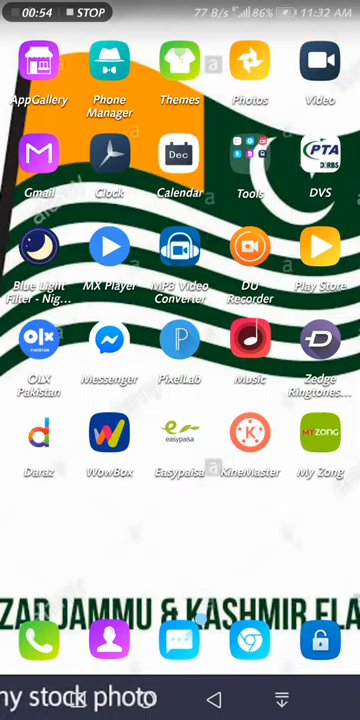 00:54 STOP 77 B/s 86% 11:32 AM
AppGallery Phone Manager Themes Photos Video
Dec PTA DIRBS
Gmail Clock Calendar Tools DVS
Blue Light Filter - Nig... MX Player MP3 Video Converter DU Recorder Play Store
OLX PAKISTAN
OLX Pakistan Messenger PixelLab Music Zedge Ringtones...
easypaisa MY ZONG
Daraz WowBox Easypaisa KineMaster My Zong
ZAD JAMMU & KASHMIR FLA
my stock photo